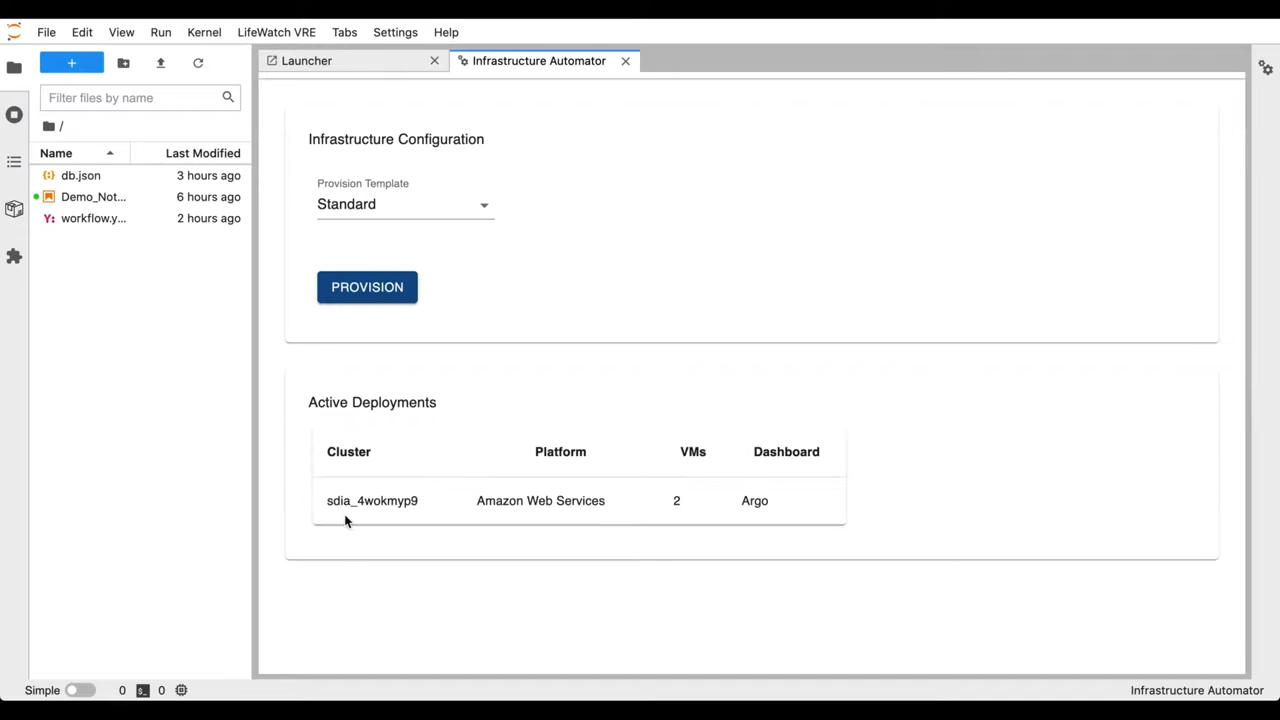 File Edit View Run Kernel LifeWatch VRE Tabs Settings Help
Launcher
Infrastructure Automator
+
Filter files by name
/
Name
Last Modified
db.json
3 hours ago
Demo_Not...
6 hours ago
Y: workflow.y...
2 hours ago
Infrastructure Configuration
Provision Template
Standard
PROVISION
Active Deployments
Cluster Platform VMs Dashboard
sdia_4wokmyp9 Amazon Web Services 2 Argo
Simple 0 $_ 0
Infrastructure Automator